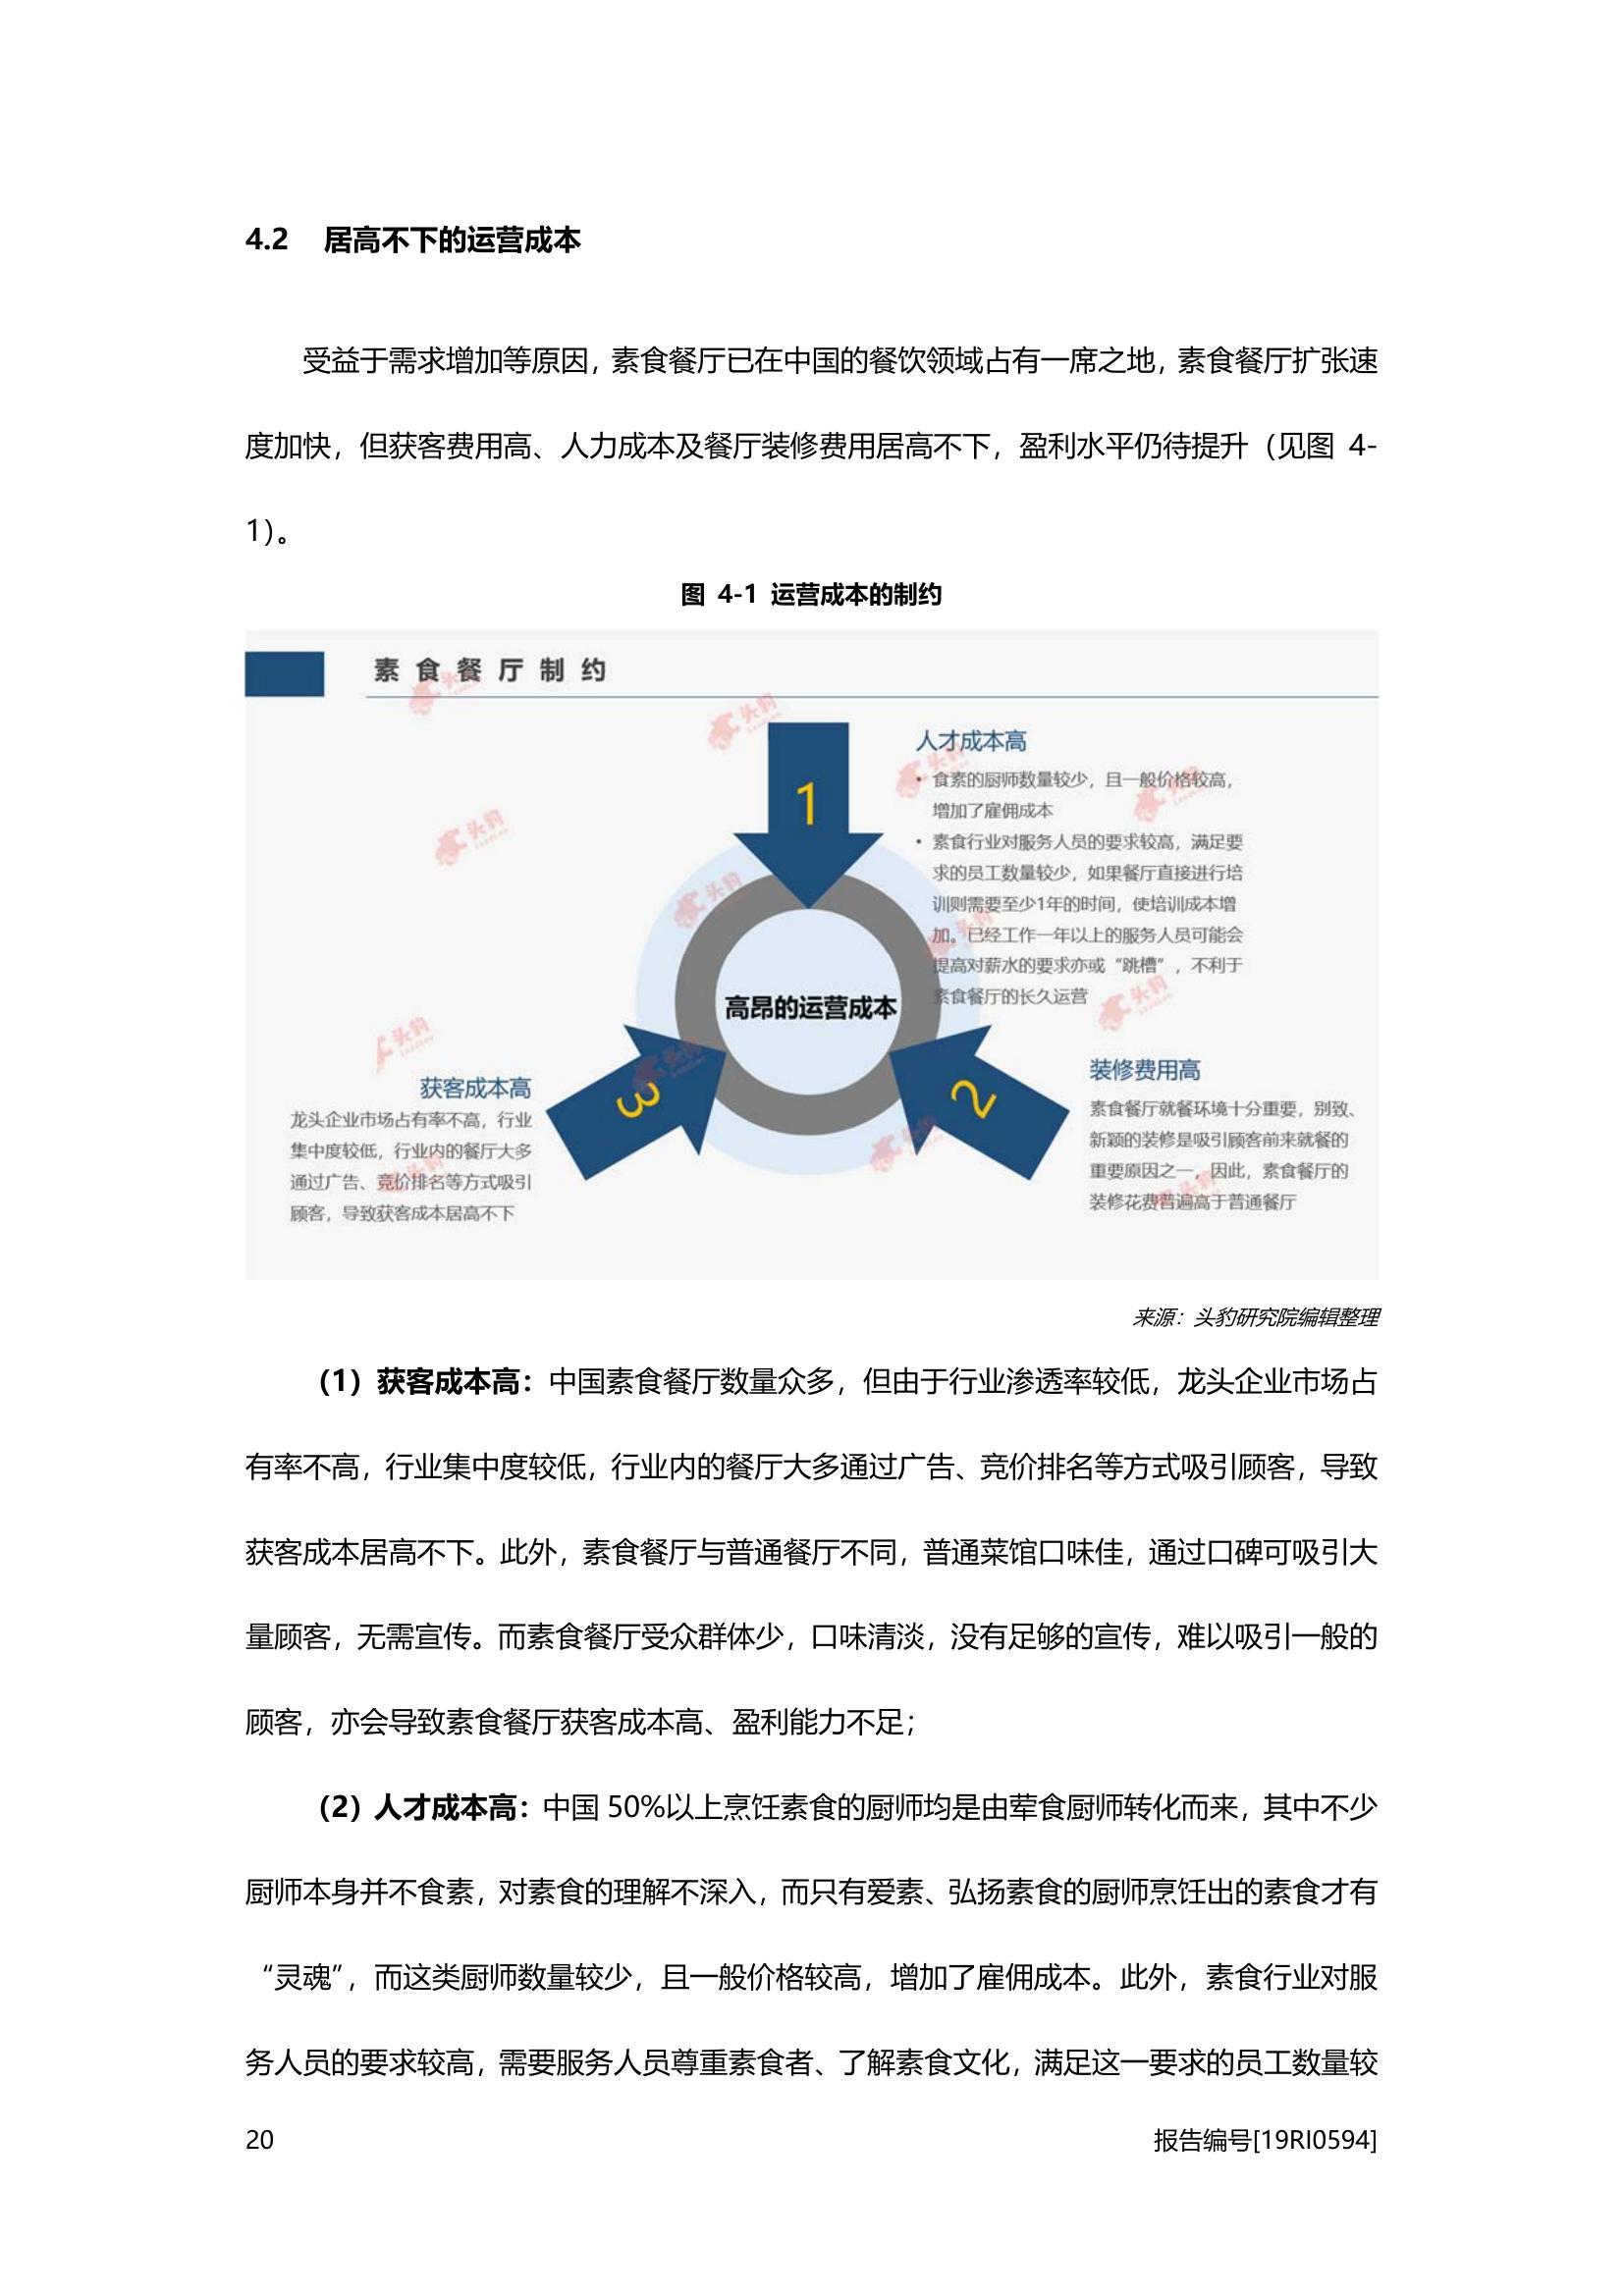 4.2 居高不下的运营成本
受益于需求增加等原因，素食餐厅已在中国的餐饮领域占有一席之地，素食餐厅扩张速
度加快，但获客费用高、人力成本及餐厅装修费用居高不下，盈利水平仍待提升（见图 4-
1）。
图 4-1 运营成本的制约
素食餐厅制约
1
人才成本高
• 食素的厨师数量较少，且一般价格较高，
增加了雇佣成本
• 素食行业对服务人员的要求较高，满足要
求的员工数量较少，如果餐厅直接进行培
训则需要至少1年的时间，使培训成本增
加。已经工作一年以上的服务人员可能会
提高对薪水的要求亦或“跳槽”，不利于
素食餐厅的长久运营
高昂的运营成本
2
装修费用高
素食餐厅就餐环境十分重要，别致、
新颖的装修是吸引顾客前来就餐的
重要原因之一，因此，素食餐厅的
装修花费普遍高于普通餐厅
3
获客成本高
龙头企业市场占有率不高，行业
集中度较低，行业内的餐厅大多
通过广告、竞价排名等方式吸引
顾客，导致获客成本居高不下
头豹
来源：头豹研究院编辑整理
（1）获客成本高：中国素食餐厅数量众多，但由于行业渗透率较低，龙头企业市场占
有率不高，行业集中度较低，行业内的餐厅大多通过广告、竞价排名等方式吸引顾客，导致
获客成本居高不下。此外，素食餐厅与普通餐厅不同，普通菜馆口味佳，通过口碑可吸引大
量顾客，无需宣传。而素食餐厅受众群体少，口味清淡，没有足够的宣传，难以吸引一般的
顾客，亦会导致素食餐厅获客成本高、盈利能力不足；
（2）人才成本高：中国 50%以上烹饪素食的厨师均是由荤食厨师转化而来，其中不少
厨师本身并不食素，对素食的理解不深入，而只有爱素、弘扬素食的厨师烹饪出的素食才有
“灵魂”，而这类厨师数量较少，且一般价格较高，增加了雇佣成本。此外，素食行业对服
务人员的要求较高，需要服务人员尊重素食者、了解素食文化，满足这一要求的员工数量较
20
报告编号[19RI0594]